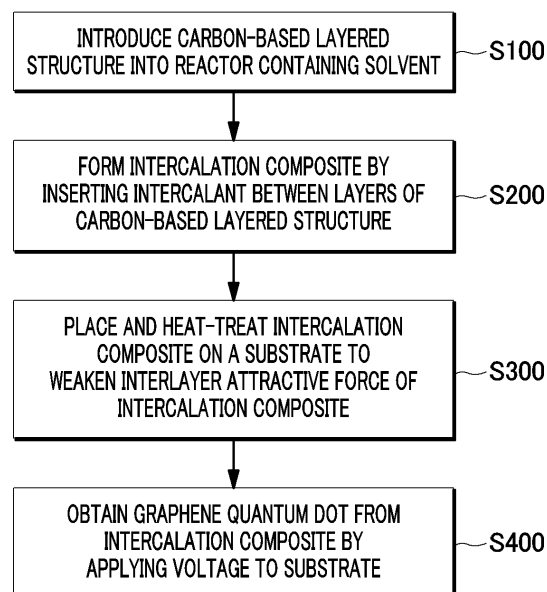 INTRODUCE CARBON-BASED LAYERED
STRUCTURE INTO REACTOR CONTAINING SOLVENT
S100
FORM INTERCALATION COMPOSITE BY
INSERTING INTERCALANT BETWEEN LAYERS OF
CARBON-BASED LAYERED STRUCTURE
S200
PLACE AND HEAT-TREAT INTERCALATION
COMPOSITE ON A SUBSTRATE TO
WEAKEN INTERLAYER ATTRACTIVE FORCE OF
INTERCALATION COMPOSITE
S300
OBTAIN GRAPHENE QUANTUM DOT FROM
INTERCALATION COMPOSITE BY
APPLYING VOLTAGE TO SUBSTRATE
S400